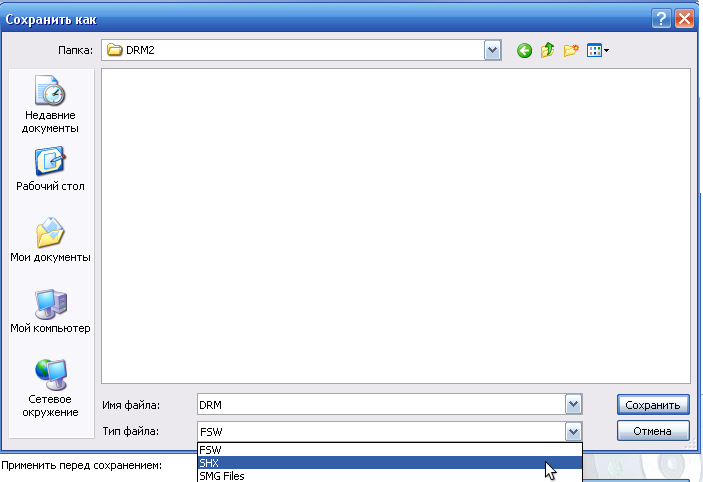 Сохранить как
Папка: DRM2
Недавние
документы
Рабочий стол
Мои документы
Мой компьютер
Сетевое
окружение
Имя файла: DRM Сохранить
Тип файла: FSW Отмена
FSW
SHX
SMG Files
Применить перед сохранением: